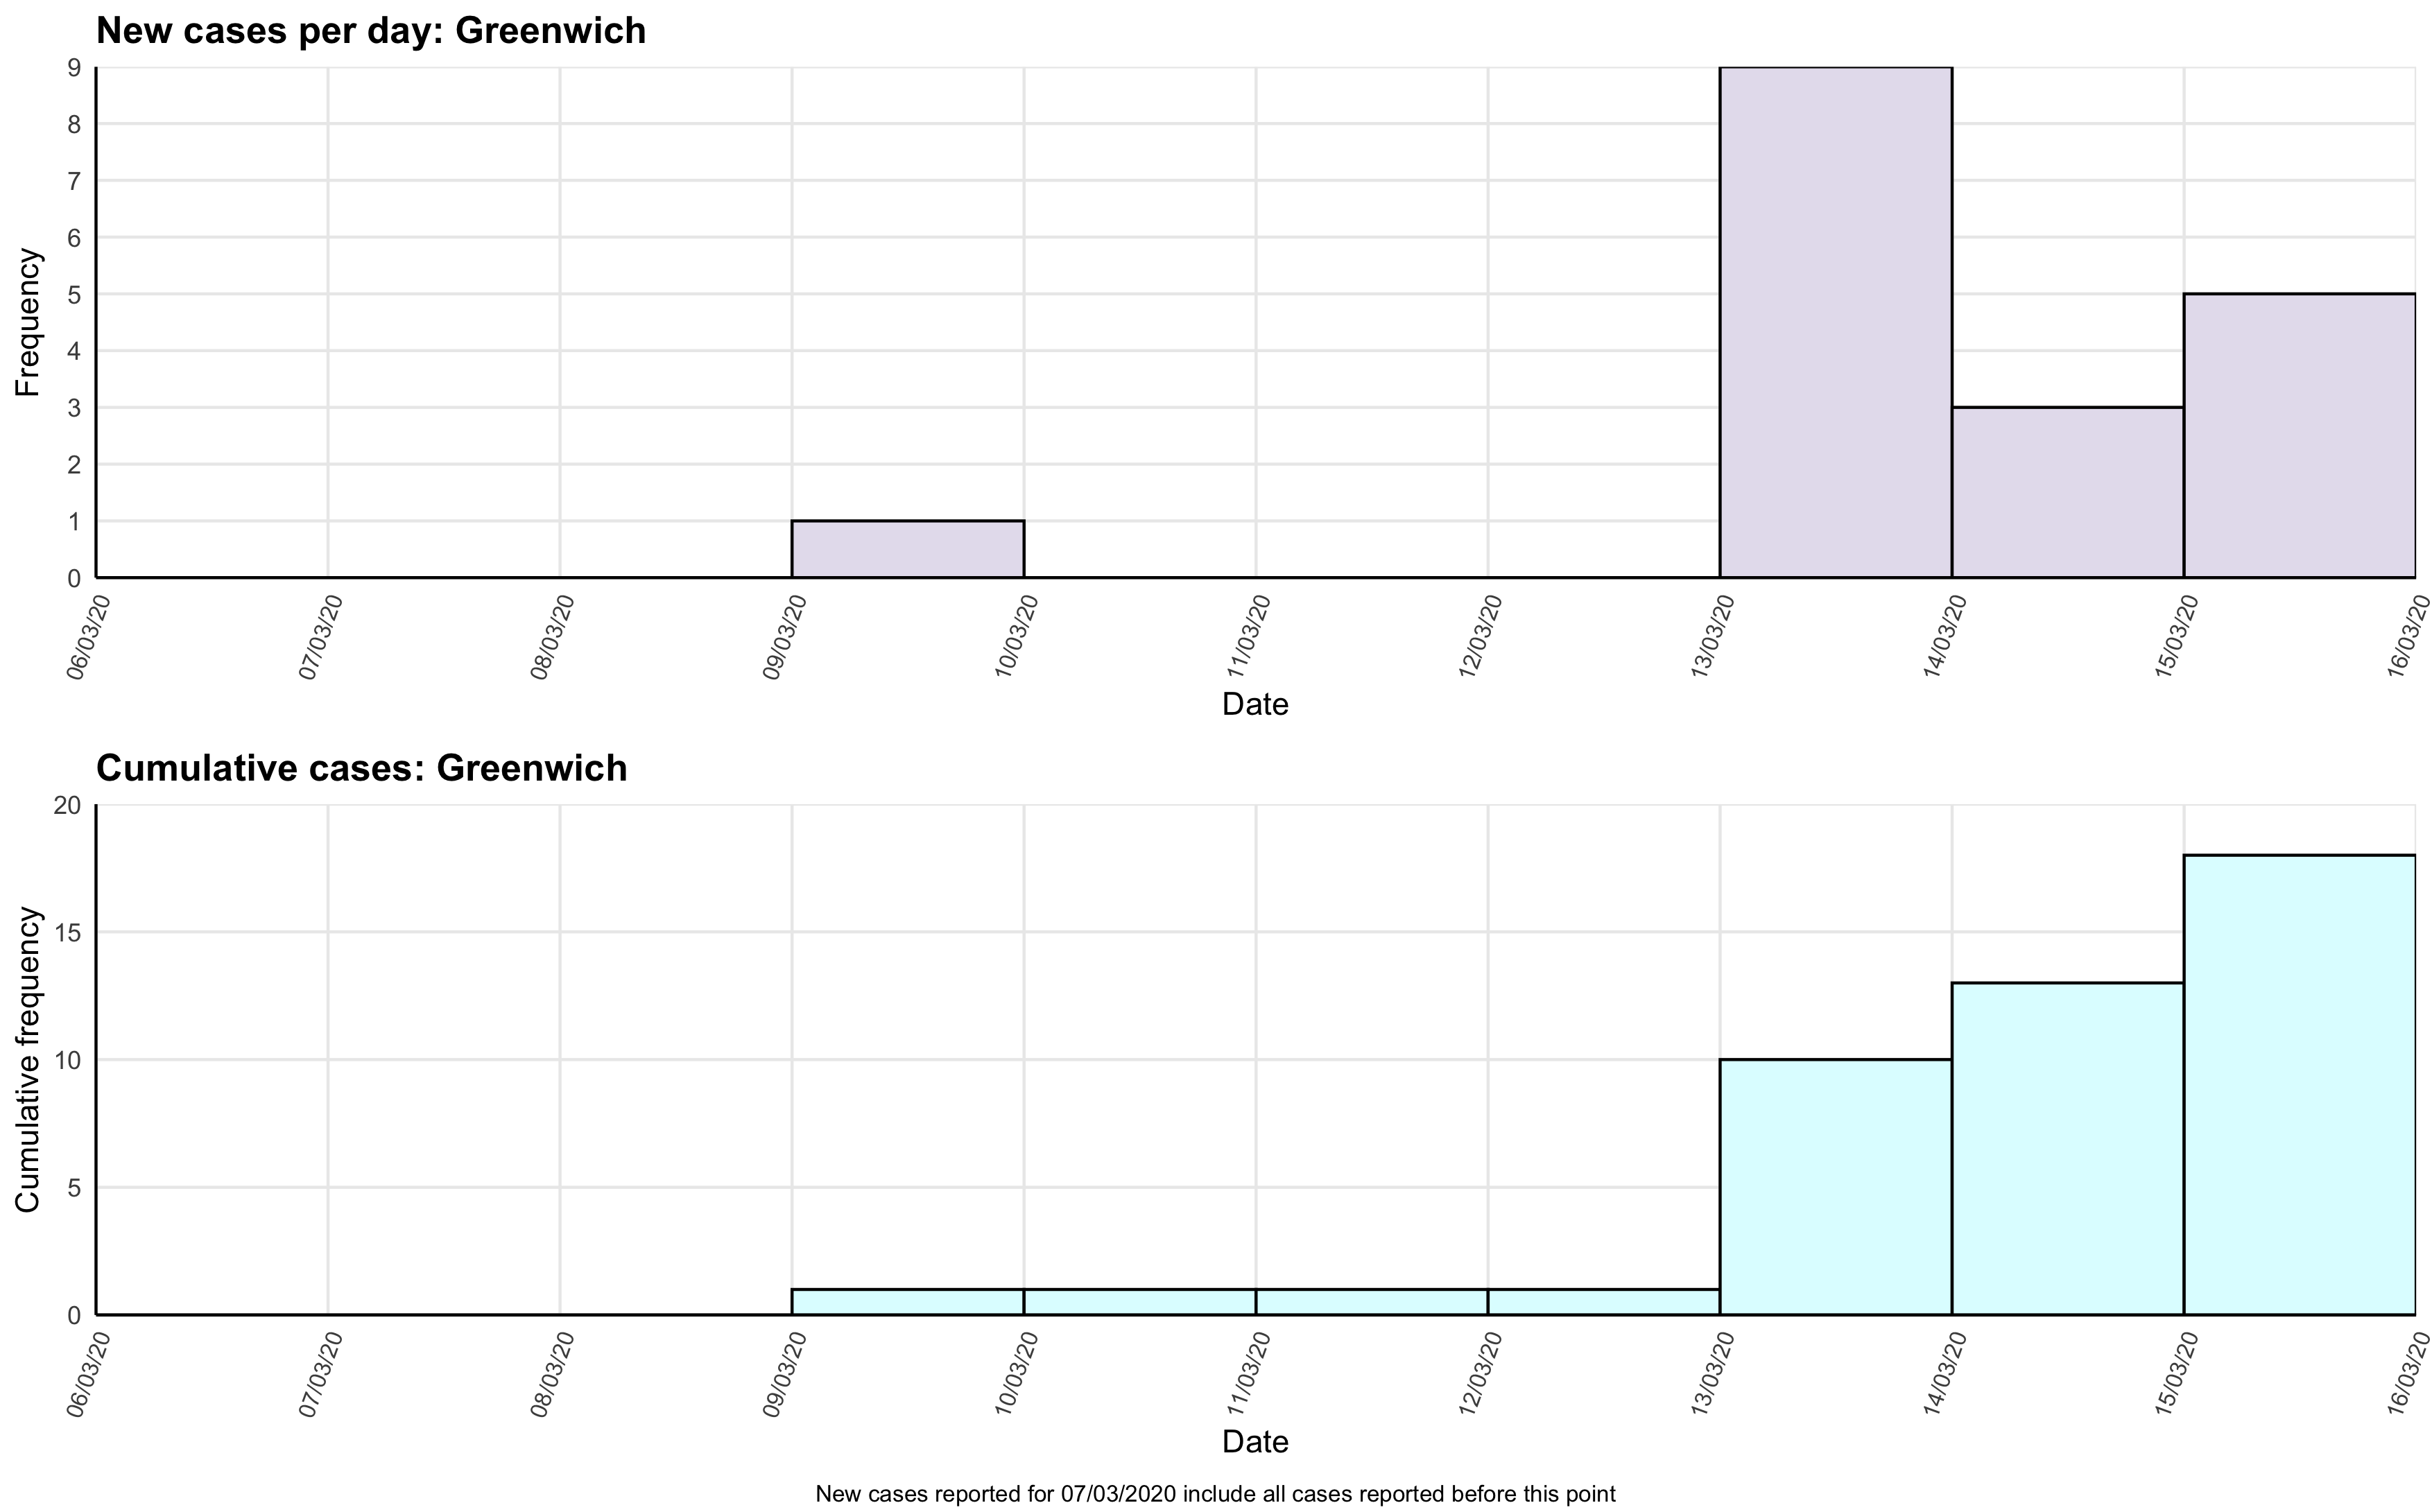 New cases per day: Greenwich
9
8
7
6
5
4
3
2
1
0
Frequency
06/03/20 07/03/20 08/03/20 09/03/20 10/03/20 11/03/20 12/03/20 13/03/20 14/03/20 15/03/20 16/03/20
Date
Cumulative cases: Greenwich
20
15
10
5
0
Cumulative frequency
06/03/20 07/03/20 08/03/20 09/03/20 10/03/20 11/03/20 12/03/20 13/03/20 14/03/20 15/03/20 16/03/20
Date
New cases reported for 07/03/2020 include all cases reported before this point